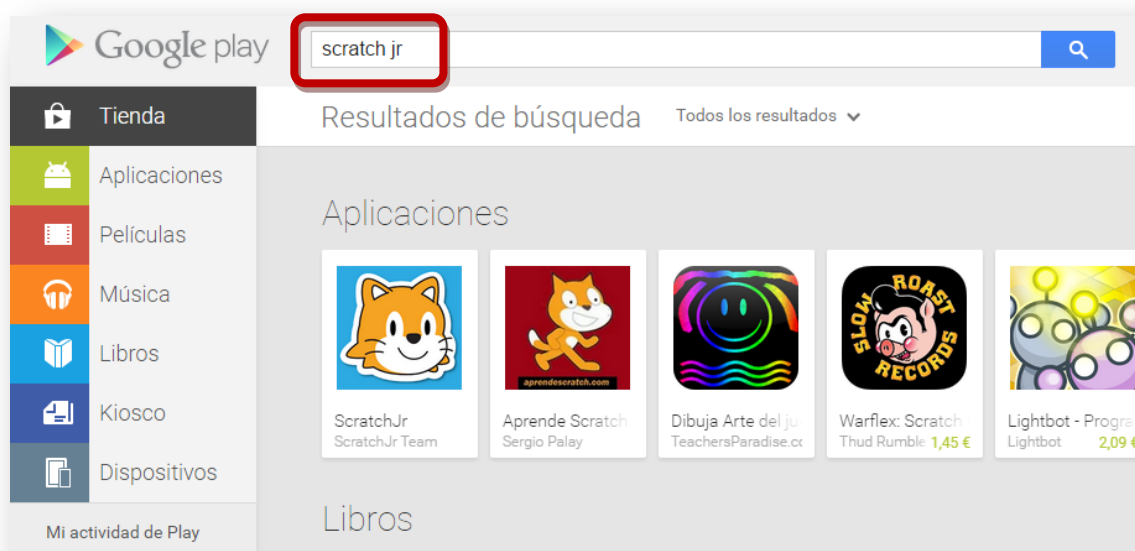 Google play
scratch jr
Tienda
Resultados de búsqueda Todos los resultados
Aplicaciones
Películas
Música
Libros
Kiosco
Dispositivos
Mi actividad de Play
Aplicaciones
aprendescratch.com
SLOW ROAST RECORDS
ScratchJr
ScratchJr Team
Aprende Scratch
Sergio Palay
Dibuja Arte del ju
TeachersParadise.cc
Warflex: Scratch
Thud Rumble 1,45 €
Lightbot - Progra
Lightbot 2,09 €
Libros